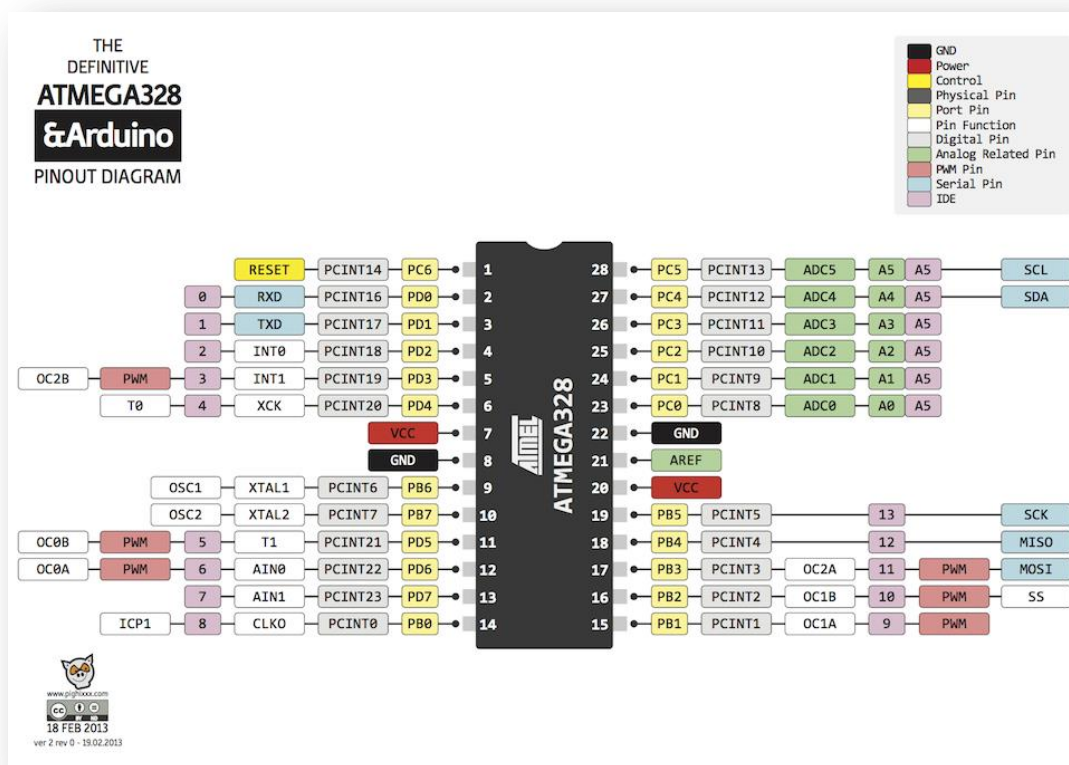 THE
DEFINITIVE
ATMEGA328
&Arduino
PINOUT DIAGRAM
GND
Power
Control
Physical Pin
Port Pin
Pin Function
Digital Pin
Analog Related Pin
PWM Pin
Serial Pin
IDE
RESET PCINT14 PC6 1 28 PC5 PCINT13 ADC5 A5 A5 SCL
0 RXD PCINT16 PD0 2 27 PC4 PCINT12 ADC4 A4 A5 SDA
1 TXD PCINT17 PD1 3 26 PC3 PCINT11 ADC3 A3 A5
2 INT0 PCINT18 PD2 4 25 PC2 PCINT10 ADC2 A2 A5
OC2B PWM 3 INT1 PCINT19 PD3 5 24 PC1 PCINT9 ADC1 A1 A5
T0 4 XCK PCINT20 PD4 6 23 PC0 PCINT8 ADC0 A0 A5
VCC 7 22 GND
GND 8 21 AREF
OSC1 XTAL1 PCINT6 PB6 9 20 VCC
OSC2 XTAL2 PCINT7 PB7 10 19 PB5 PCINT5 13 SCK
OC0B PWM 5 T1 PCINT21 PD5 11 18 PB4 PCINT4 12 MISO
OC0A PWM 6 AIN0 PCINT22 PD6 12 17 PB3 PCINT3 OC2A 11 PWM MOSI
7 AIN1 PCINT23 PD7 13 16 PB2 PCINT2 OC1B 10 PWM SS
ICP1 8 CLKO PCINT0 PB0 14 15 PB1 PCINT1 OC1A 9 PWM
ATMEL
ATMEGA328
www.pighixxx.com
cc
BY ND
18 FEB 2013
ver 2 rev 0 - 19.02.2013